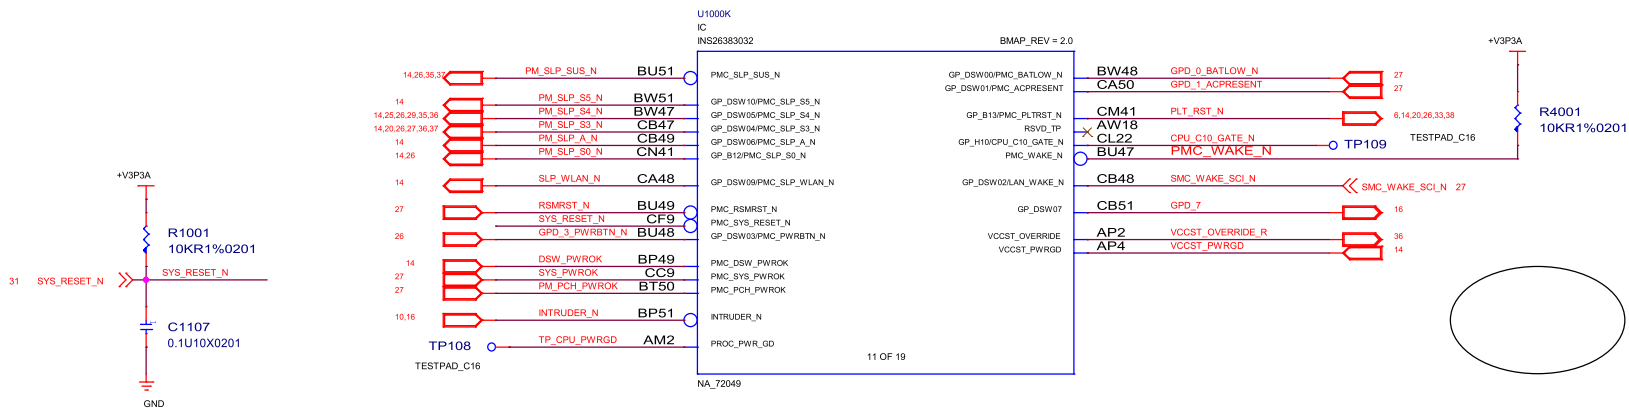 U1000K
IC
INS26383032
BMAP_REV = 2.0
14,26,35,37 PM_SLP_SUS_N BU51 PMC_SLP_SUS_N
14 PM_SLP_S5_N BW51 GP_DSW10/PMC_SLP_S5_N
14,25,26,29,35,36 PM_SLP_S4_N BW47 GP_DSW05/PMC_SLP_S4_N
14,20,26,27,36,37 PM_SLP_S3_N CB47 GP_DSW04/PMC_SLP_S3_N
14 PM_SLP_A_N CB49 GP_DSW06/PMC_SLP_A_N
14,26 PM_SLP_S0_N CN41 GP_B12/PMC_SLP_S0_N
14 SLP_WLAN_N CA48 GP_DSW09/PMC_SLP_WLAN_N
27 RSMRST_N BU49 PMC_RSMRST_N
SYS_RESET_N CF9 PMC_SYS_RESET_N
26 GPD_3_PWRBTN_N BU48 GP_DSW03/PMC_PWRBTN_N
14 DSW_PWROK BP49 PMC_DSW_PWROK
27 SYS_PWROK CC9 PMC_SYS_PWROK
27 PM_PCH_PWROK BT50 PMC_PCH_PWROK
10,16 INTRUDER_N BP51 INTRUDER_N
TP108 TP_CPU_PWRGD AM2 PROC_PWR_GD
TESTPAD_C16
GP_DSW00/PMC_BATLOW_N BW48 GPD_0_BATLOW_N 27
GP_DSW01/PMC_ACPRESENT CA50 GPD_1_ACPRESENT 27
GP_B13/PMC_PLTRST_N CM41 PLT_RST_N 6,14,20,26,33,38
RSVD_TP AW18
TESTPAD_C16
GP_H10/CPU_C10_GATE_N CL22 CPU_C10_GATE_N TP109
PMC_WAKE_N BU47 PMC_WAKE_N
GP_DSW02/LAN_WAKE_N CB48 SMC_WAKE_SCI_N SMC_WAKE_SCI_N 27
GP_DSW07 CB51 GPD_7 16
VCCST_OVERRIDE AP2 VCCST_OVERRIDE_R 36
VCCST_PWRGD AP4 VCCST_PWRGD 14
11 OF 19
NA_72049
+V3P3A
R4001
10KR1%0201
+V3P3A
R1001
10KR1%0201
31 SYS_RESET_N SYS_RESET_N
C1107
0.1U10X0201
GND